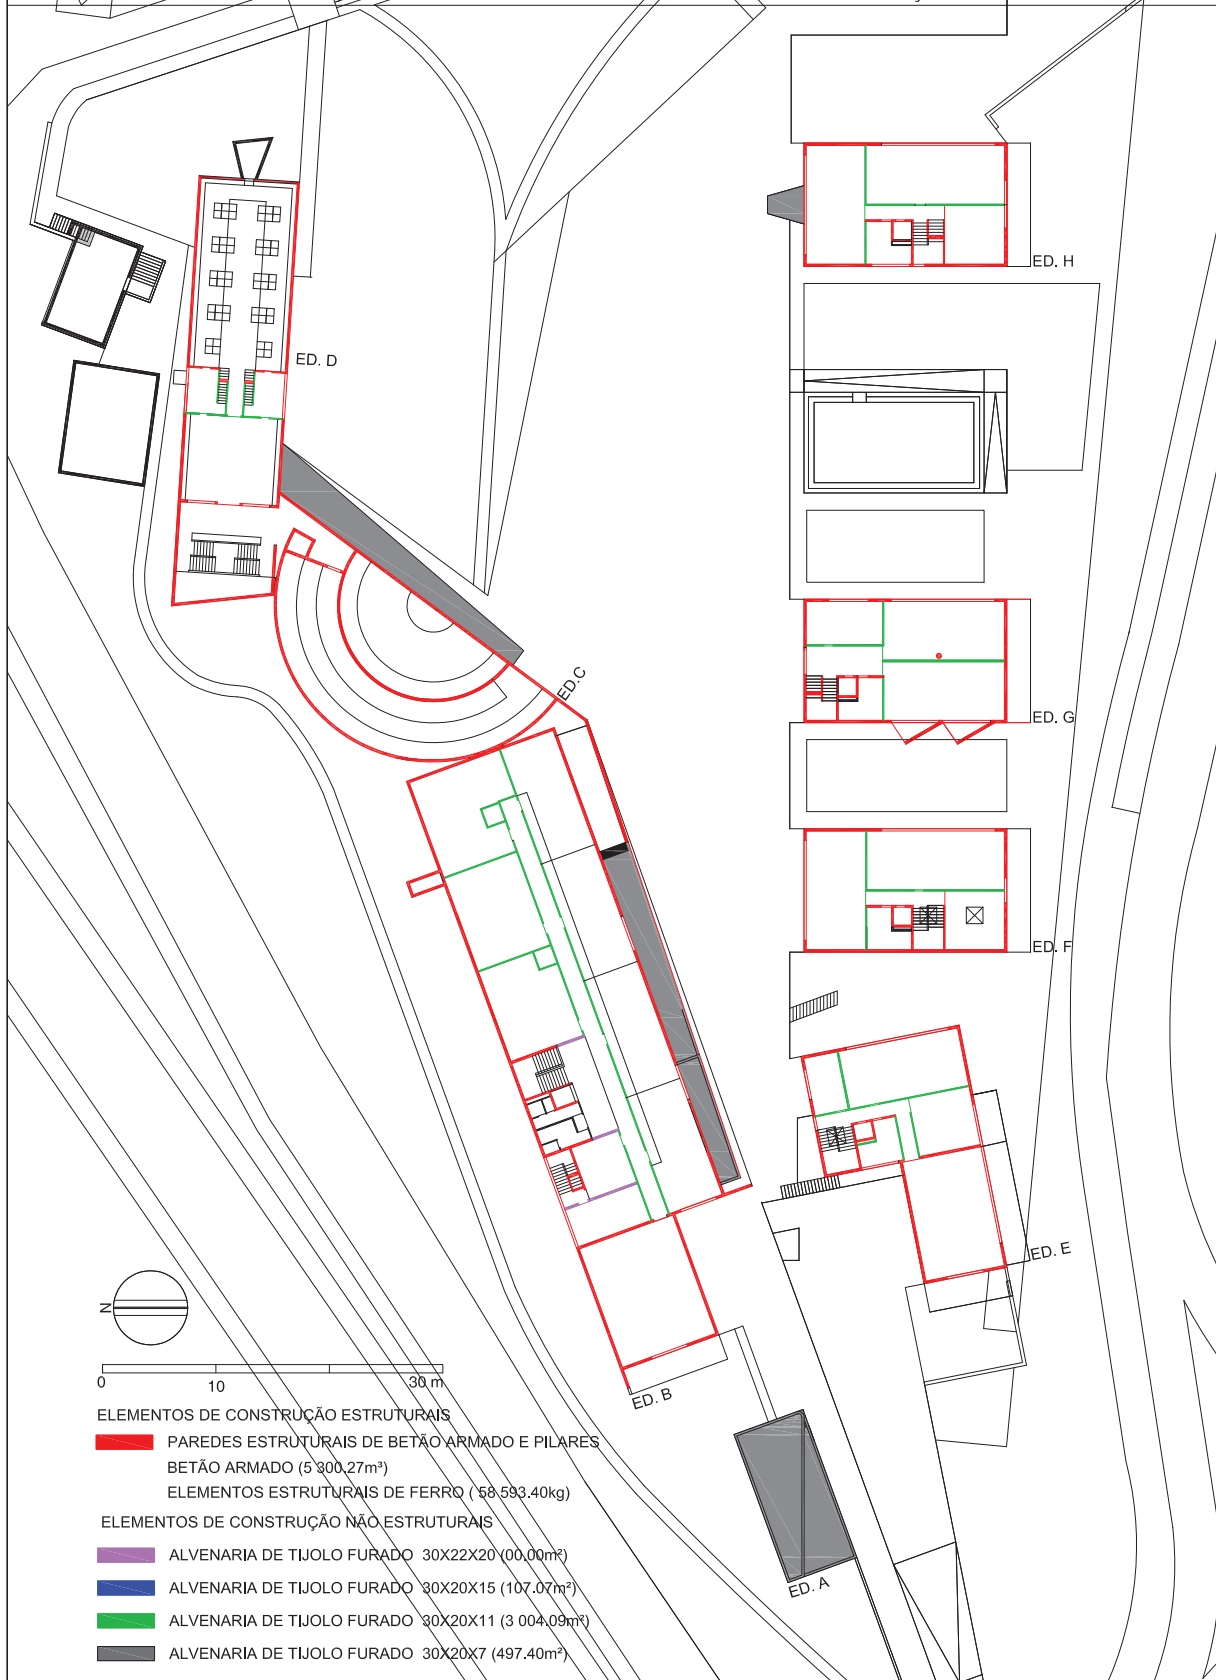 ED. H
ED. D
ED.C
ED. G
ED. F
ED. E
N
0 10 30 m
ED. B
ELEMENTOS DE CONSTRUÇÃO ESTRUTURAIS
PAREDES ESTRUTURAIS DE BETÃO ARMADO E PILARES
BETÃO ARMADO (5 300.27m³)
ELEMENTOS ESTRUTURAIS DE FERRO ( 58 593.40kg)
ELEMENTOS DE CONSTRUÇÃO NÃO ESTRUTURAIS
ALVENARIA DE TIJOLO FURADO 30X22X20 (00.00m²)
ALVENARIA DE TIJOLO FURADO 30X20X15 (107.07m²)
ED. A
ALVENARIA DE TIJOLO FURADO 30X20X11 (3 004.09m²)
ALVENARIA DE TIJOLO FURADO 30X20X7 (497.40m²)